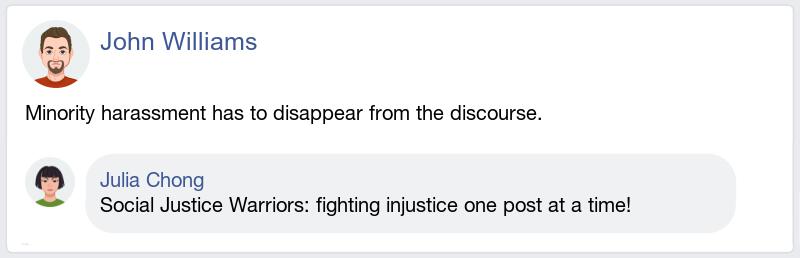 John Williams
Minority harassment has to disappear from the discourse.
Julia Chong
Social Justice Warriors: fighting injustice one post at a time!